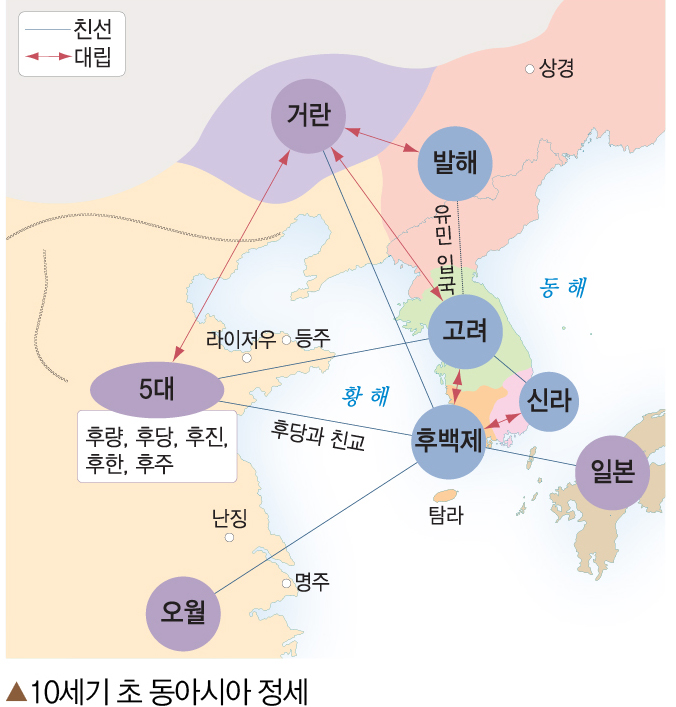 친선
대립
거란
상경
발해
유민 입국
동해
고려
라이저우
등주
5대
황해
신라
후량, 후당, 후진,
후한, 후주
후당과 친교
후백제
일본
탐라
난징
명주
오월
▲10세기 초 동아시아 정세